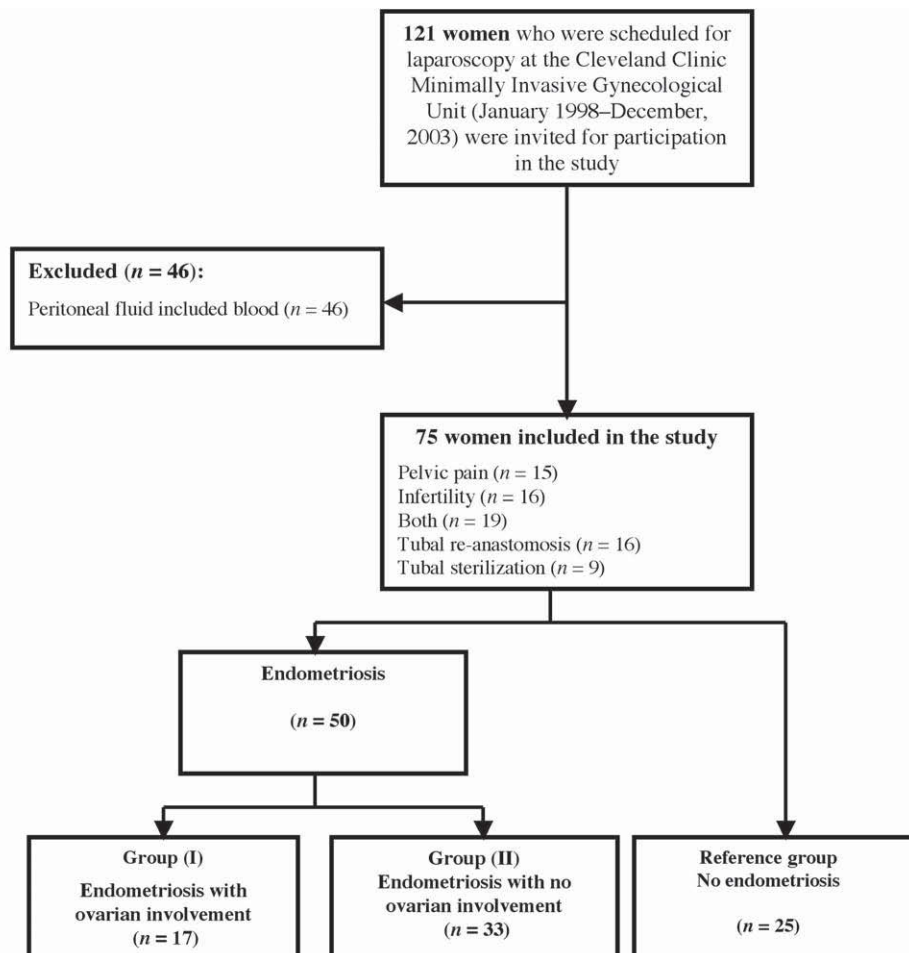 121 women who were scheduled for
laparoscopy at the Cleveland Clinic
Minimally Invasive Gynecological
Unit (January 1998–December,
2003) were invited for participation
in the study
Excluded (n = 46):
Peritoneal fluid included blood (n = 46)
75 women included in the study
Pelvic pain (n = 15)
Infertility (n = 16)
Both (n = 19)
Tubal re-anastomosis (n = 16)
Tubal sterilization (n = 9)
Endometriosis
(n = 50)
Group (I)
Endometriosis with
ovarian involvement
(n = 17)
Group (II)
Endometriosis with no
ovarian involvement
(n = 33)
Reference group
No endometriosis
(n = 25)